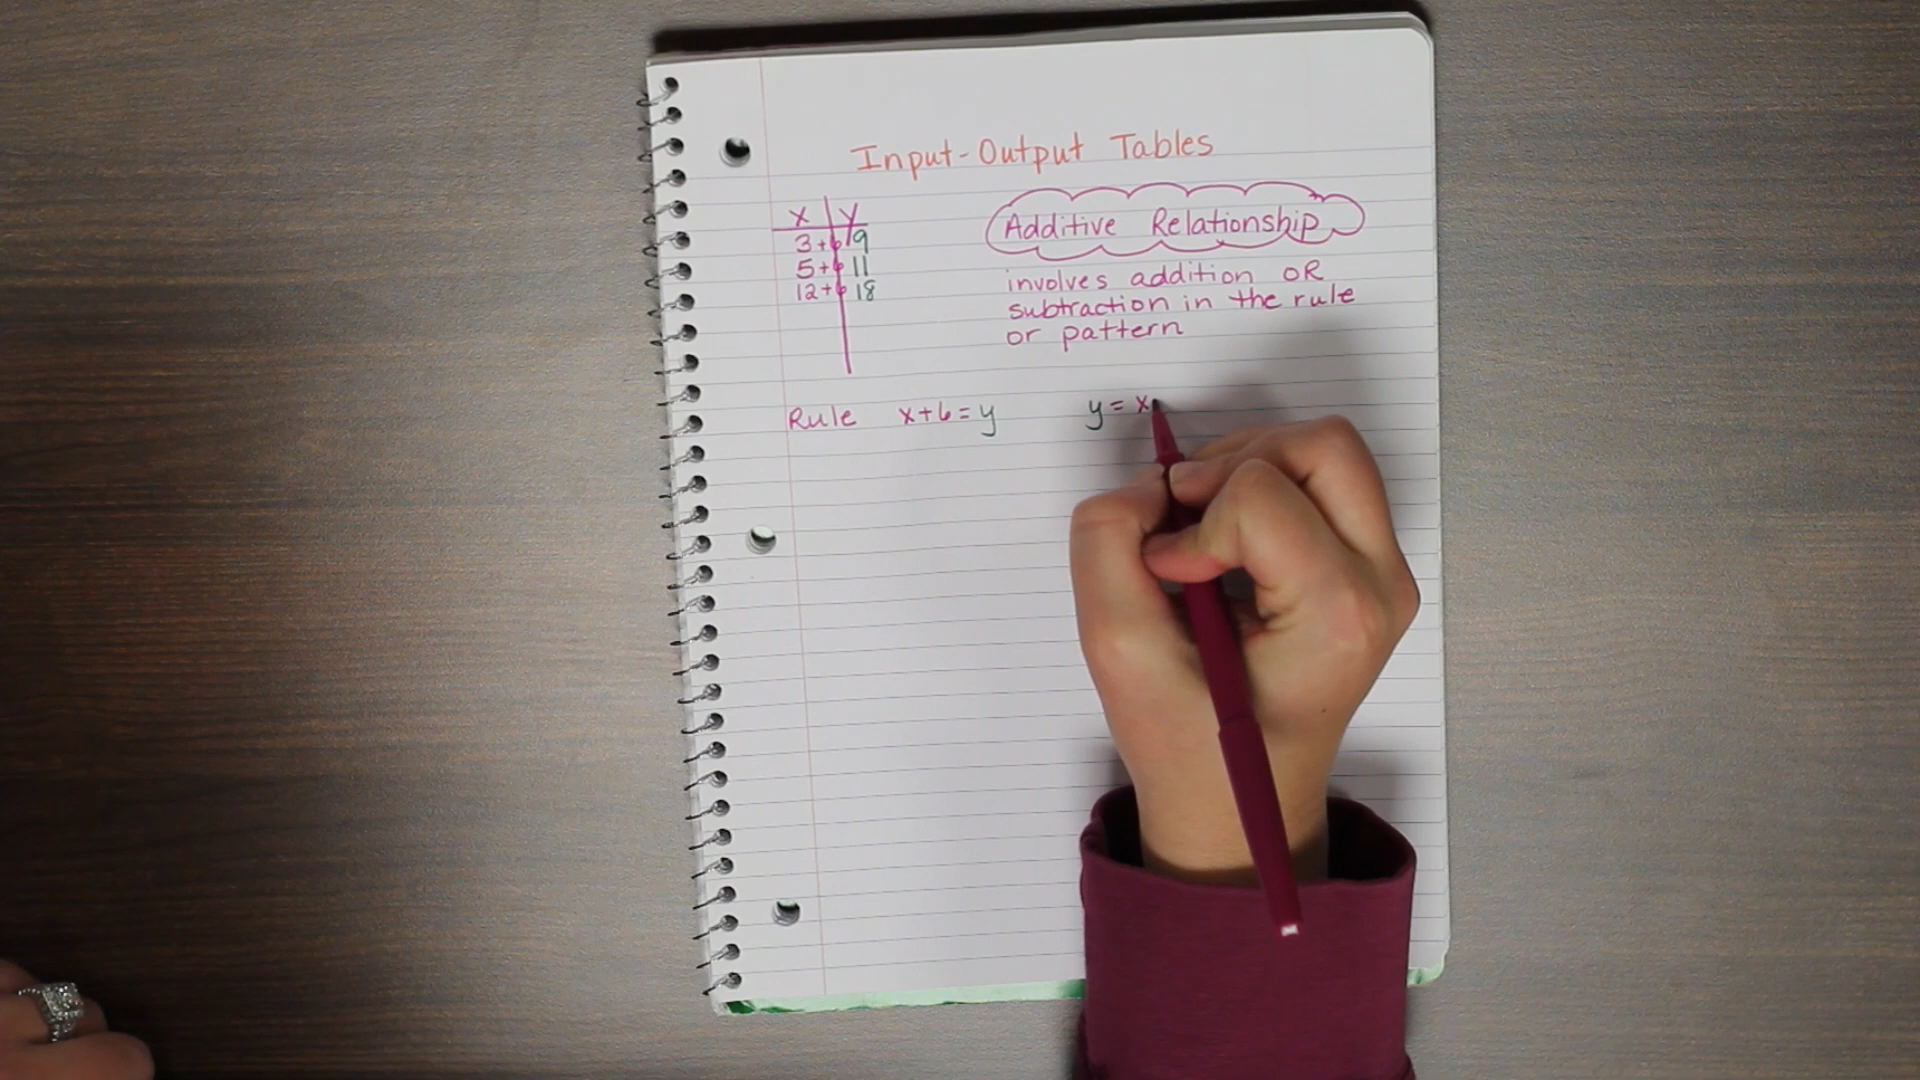 Input-Output Tables
x y
3+6 9
5+6 11
12+6 18
Additive Relationship
involves addition OR
subtraction in the rule
or pattern
Rule x+6=y y=x